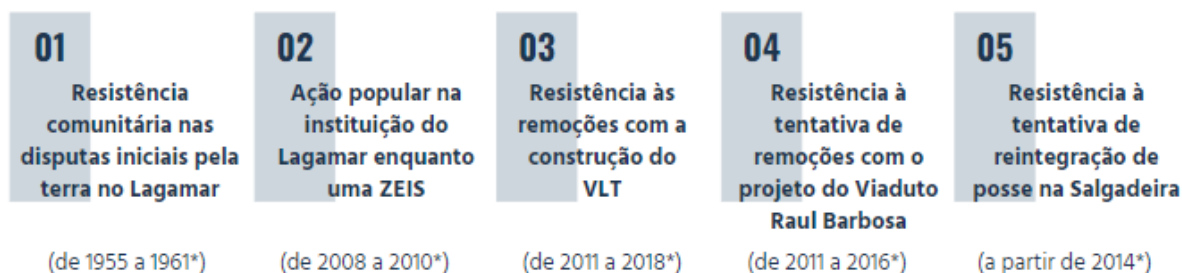 01
Resistência
comunitária nas
disputas iniciais pela
terra no Lagamar
(de 1955 a 1961*)
02
Ação popular na
instituição do
Lagamar enquanto
uma ZEIS
(de 2008 a 2010*)
03
Resistência às
remoções com a
construção do
VLT
(de 2011 a 2018*)
04
Resistência à
tentativa de
remoções com o
projeto do Viaduto
Raul Barbosa
(de 2011 a 2016*)
05
Resistência à
tentativa de
reintegração de
posse na Salgadeira
(a partir de 2014*)